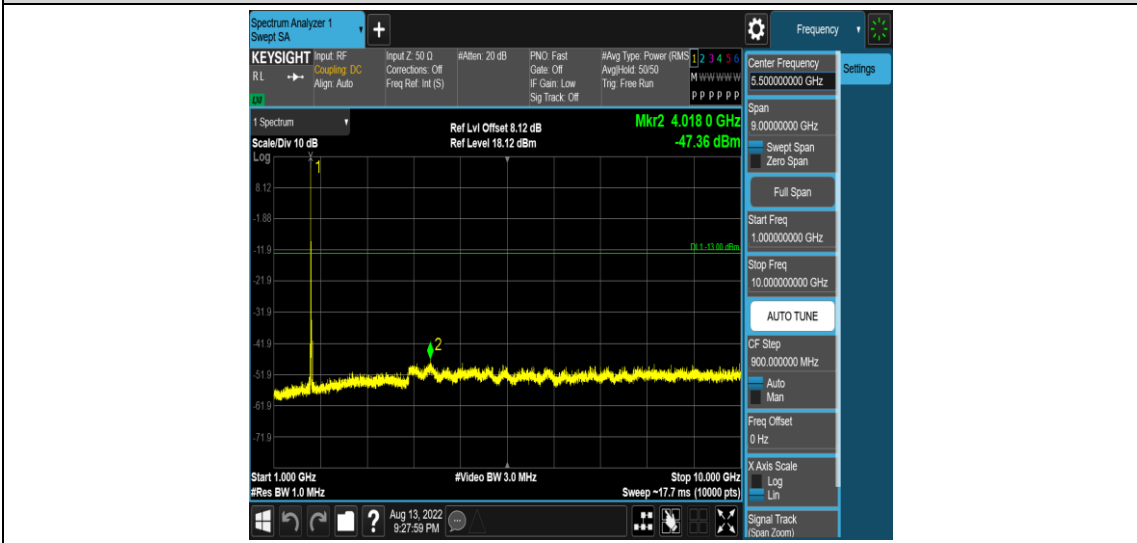 Spectrum Analyzer 1
Swept SA
+
Frequency
KEYSIGHT
RL
LXI
Input: RF
Coupling: DC
Align: Auto
Input Z: 50 Ω
Corrections: Off
Freq Ref: Int (S)
#Atten: 20 dB
PNO: Fast
Gate: Off
IF Gain: Low
Sig Track: Off
#Avg Type: Power (RMS
Avg|Hold: 50/50
Trig: Free Run
1 2 3 4 5 6
M W W W W W
P P P P P P
1 Spectrum
Scale/Div 10 dB
Log
Ref Lvl Offset 8.12 dB
Ref Level 18.12 dBm
Mkr2 4.018 0 GHz
-47.36 dBm
1
8.12
-1.88
-11.9
DL1 -13.00 dBm
-21.9
-31.9
-41.9
2
-51.9
-61.9
-71.9
Start 1.000 GHz
#Res BW 1.0 MHz
#Video BW 3.0 MHz
Stop 10.000 GHz
Sweep ~17.7 ms (10000 pts)
?
Aug 13, 2022
9:27:59 PM
Center Frequency
5.500000000 GHz
Settings
Span
9.00000000 GHz
Swept Span
Zero Span
Full Span
Start Freq
1.000000000 GHz
Stop Freq
10.000000000 GHz
AUTO TUNE
CF Step
900.000000 MHz
Auto
Man
Freq Offset
0 Hz
X Axis Scale
Log
Lin
Signal Track
(Span Zoom)